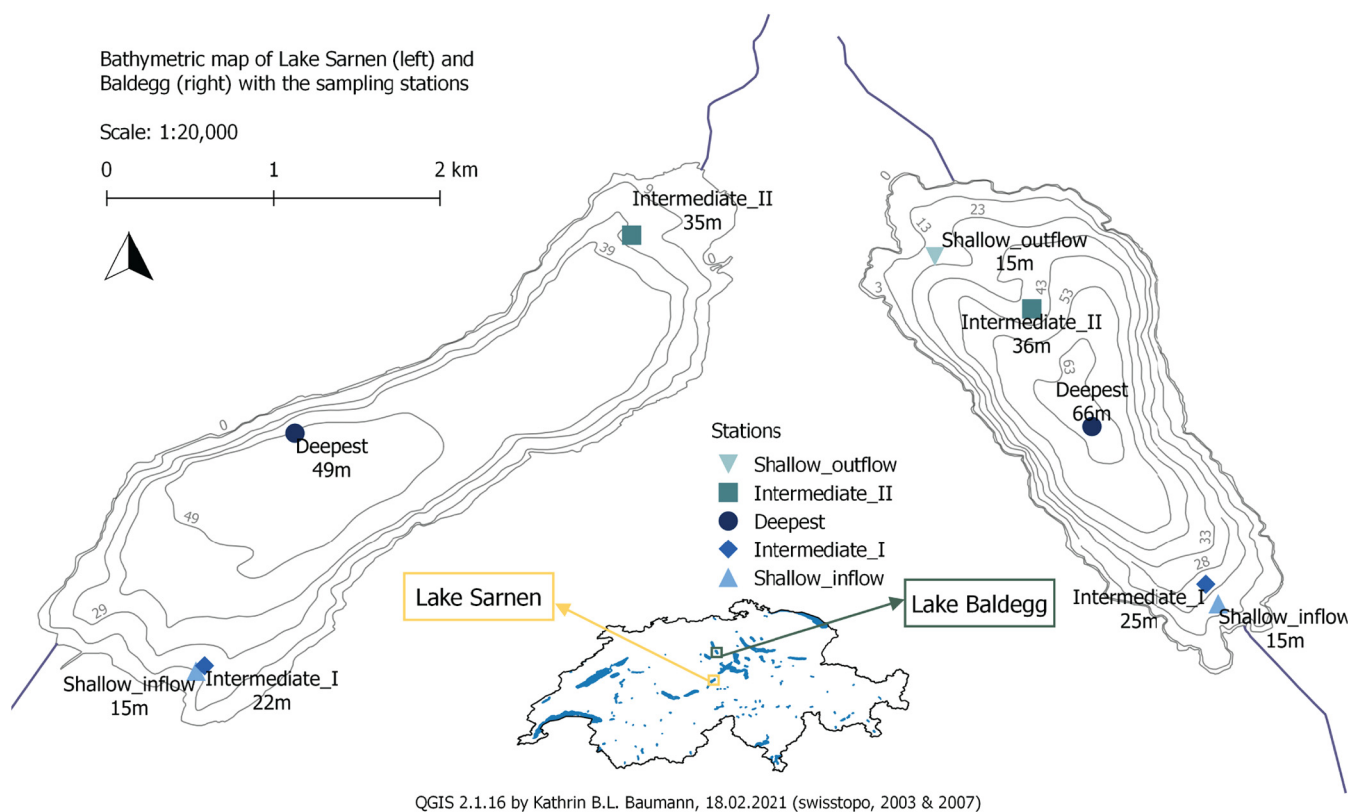 Bathymetric map of Lake Sarnen (left) and
Baldegg (right) with the sampling stations
Scale: 1:20,000
0 1 2 km
0
9
Intermediate_II
35m
39
0
0
Deepest
49m
49
29
Shallow_inflow
15m
Intermediate_I
22m
0
13
23
Shallow_outflow
15m
3
43
53
Intermediate_II
36m
63
Deepest
66m
33
28
Intermediate_I
25m
Shallow_inflow
15m
Stations
Shallow_outflow
Intermediate_II
Deepest
Intermediate_I
Shallow_inflow
Lake Sarnen
Lake Baldegg
QGIS 2.1.16 by Kathrin B.L. Baumann, 18.02.2021 (swisstopo, 2003 & 2007)